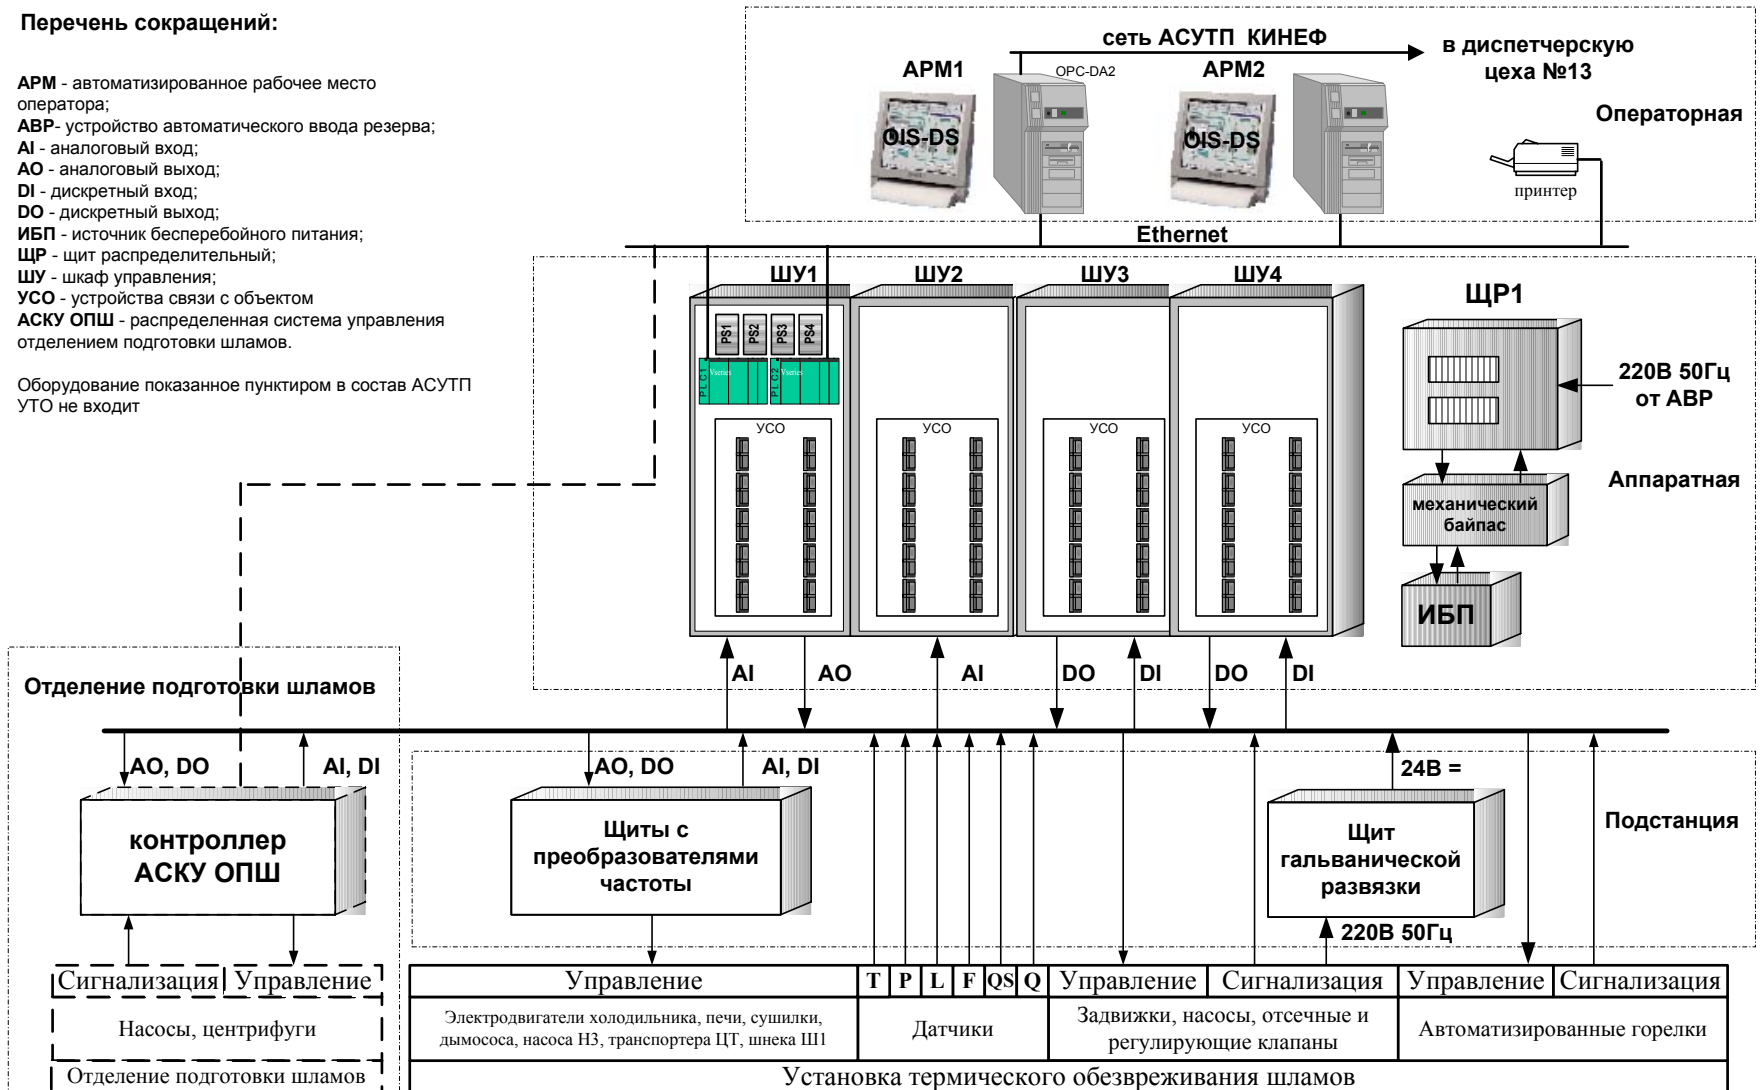 Перечень сокращений:
АРМ - автоматизированное рабочее место
оператора;
АВР- устройство автоматического ввода резерва;
AI - аналоговый вход;
AO - аналоговый выход;
DI - дискретный вход;
DO - дискретный выход;
ИБП - источник бесперебойного питания;
ЩР - щит распределительный;
ШУ - шкаф управления;
УСО - устройства связи с объектом
АСКУ ОПШ - распределенная система управления
отделением подготовки шламов.
Оборудование показанное пунктиром в состав АСУТП
УТО не входит
сеть АСУТП КИНЕФ
в диспетчерскую
цеха №13
АРМ1
OPC-DA2
АРМ2
Операторная
OIS-DS
OIS-DS
принтер
Ethernet
ШУ1
ШУ2
ШУ3
ШУ4
ЩР1
PS1
PS2
PS3
PS4
PLC1
Vseries
PLC2
Vseries
220В 50Гц
от АВР
УСО
УСО
УСО
УСО
Аппаратная
механический
байпас
ИБП
AI
AO
AI
DO
DI
DO
DI
Отделение подготовки шламов
AO, DO
AI, DI
AO, DO
AI, DI
24В =
контроллер
АСКУ ОПШ
Щиты с
преобразователями
частоты
Щит
гальванической
развязки
Подстанция
220В 50Гц
Сигнализация
Управление
Управление
T
P
L
F
QS
Q
Управление
Сигнализация
Управление
Сигнализация
Насосы, центрифуги
Электродвигатели холодильника, печи, сушилки,
дымососа, насоса Н3, транспортера ЦТ, шнека Ш1
Датчики
Задвижки, насосы, отсечные и
регулирующие клапаны
Автоматизированные горелки
Отделение подготовки шламов
Установка термического обезвреживания шламов